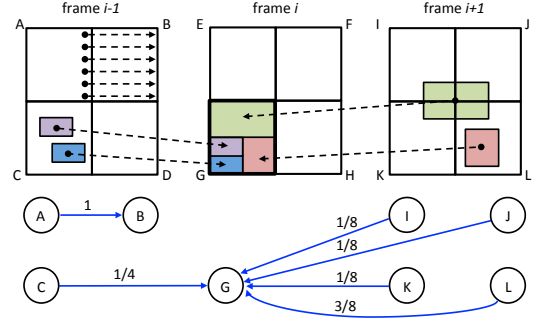 frame i-1 frame i frame i+1
A B E F I J
C D G H K L
A 1 B I 1/8 J
1/8
C 1/4 G 1/8 K L
3/8